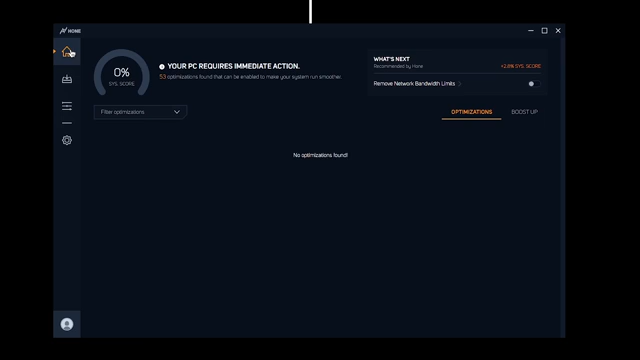 HONE
0%
SYS. SCORE
YOUR PC REQUIRES IMMEDIATE ACTION.
53 optimizations found that can be enabled to make your system run smoother.
WHAT'S NEXT
Recommended by Hone
+2.8% SYS. SCORE
Remove Network Bandwidth Limits
Filter optimizations
OPTIMIZATIONS
BOOST UP
No optimizations found!